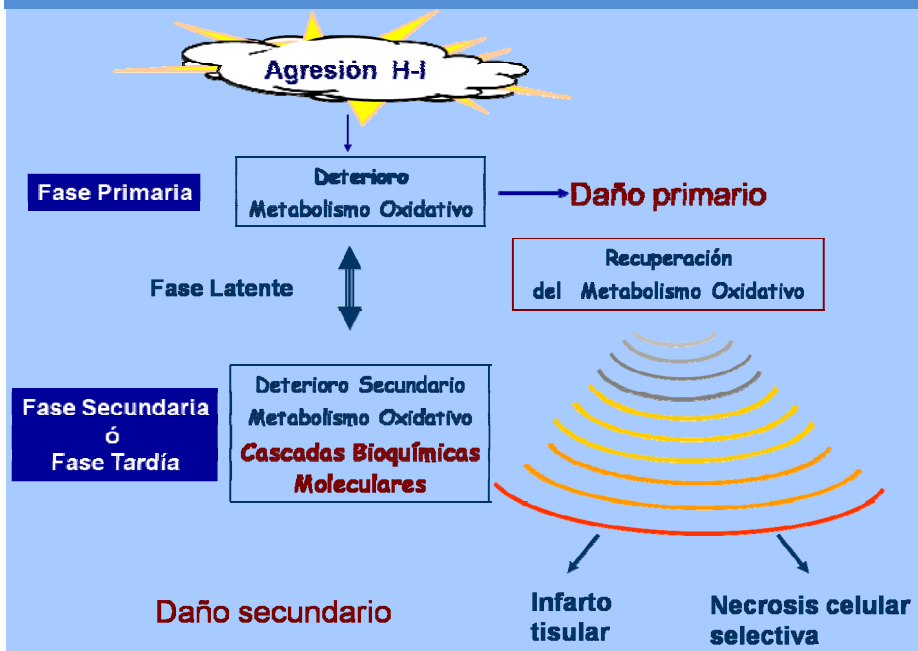 Agresión H-I
Fase Primaria
Deterioro
Metabolismo Oxidativo
Daño primario
Recuperación
del Metabolismo Oxidativo
Fase Latente
Fase Secundaria
ó
Fase Tardía
Deterioro Secundario
Metabolismo Oxidativo
Cascadas Bioquímicas
Moleculares
Daño secundario
Infarto
tisular
Necrosis celular
selectiva